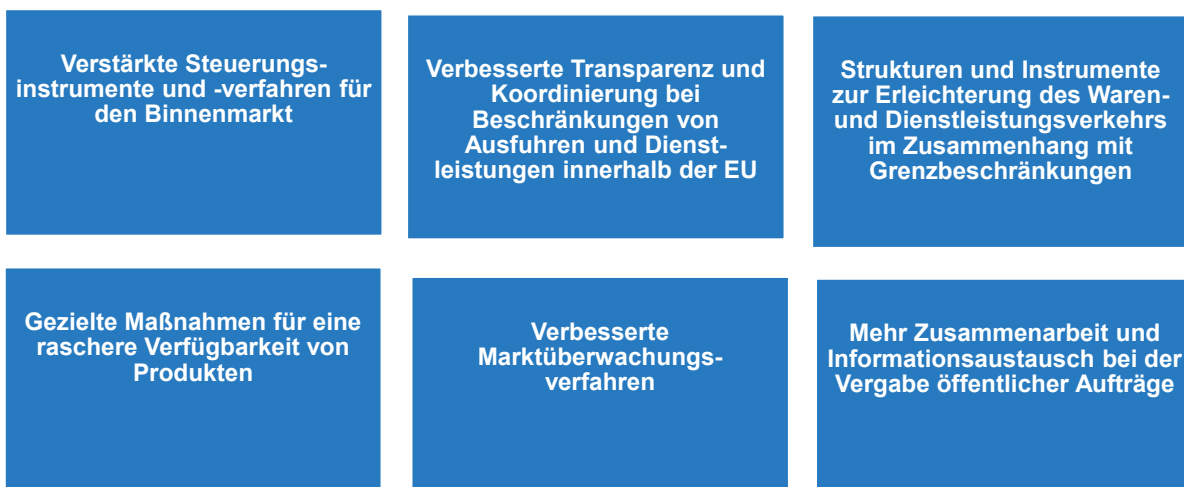 Verstärkte Steuerungs-
instrumente und -verfahren für
den Binnenmarkt
Verbesserte Transparenz und
Koordinierung bei
Beschränkungen von
Ausfuhren und Dienst-
leistungen innerhalb der EU
Strukturen und Instrumente
zur Erleichterung des Waren-
und Dienstleistungsverkehrs
im Zusammenhang mit
Grenzbeschränkungen
Gezielte Maßnahmen für eine
raschere Verfügbarkeit von
Produkten
Verbesserte
Marktüberwachungs-
verfahren
Mehr Zusammenarbeit und
Informationsaustausch bei der
Vergabe öffentlicher Aufträge